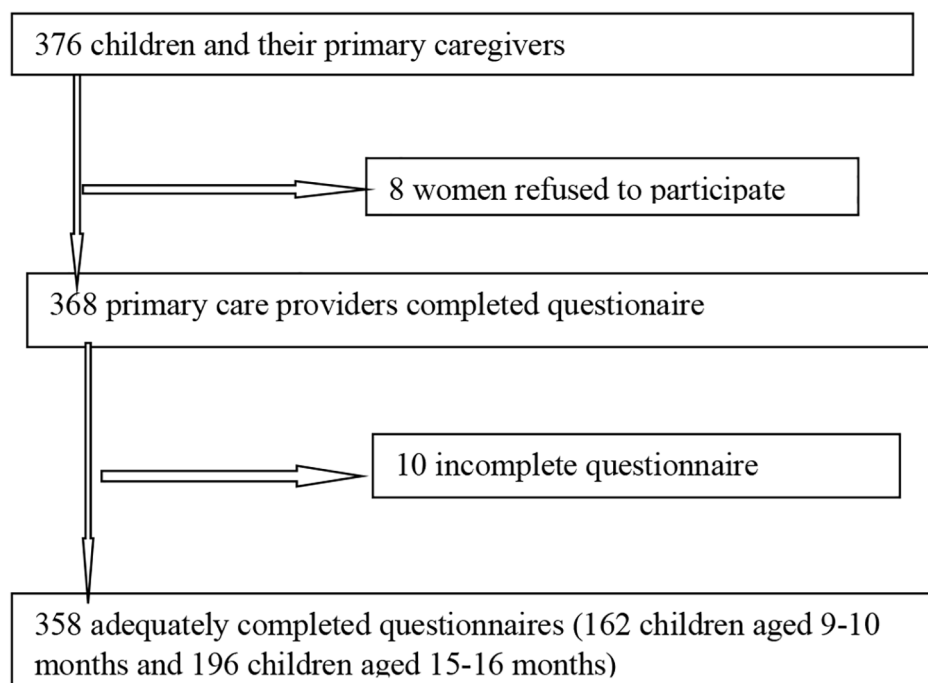 376 children and their primary caregivers
8 women refused to participate
368 primary care providers completed questionaire
10 incomplete questionnaire
358 adequately completed questionnaires (162 children aged 9-10
months and 196 children aged 15-16 months)